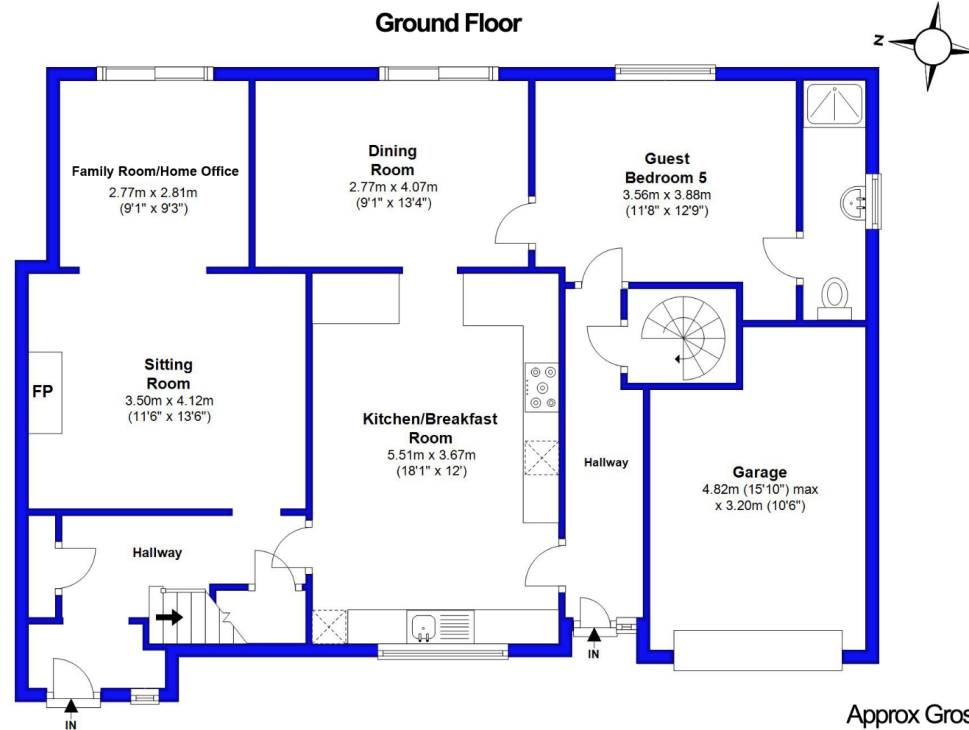 Ground Floor
N
Family Room/Home Office
2.77m x 2.81m
(9'1" x 9'3")
Dining
Room
2.77m x 4.07m
(9'1" x 13'4")
Guest
Bedroom 5
3.56m x 3.88m
(11'8" x 12'9")
Sitting
Room
3.50m x 4.12m
(11'6" x 13'6")
FP
Kitchen/Breakfast
Room
5.51m x 3.67m
(18'1" x 12')
Hallway
Garage
4.82m (15'10") max
x 3.20m (10'6")
Hallway
IN
IN
Approx Gros